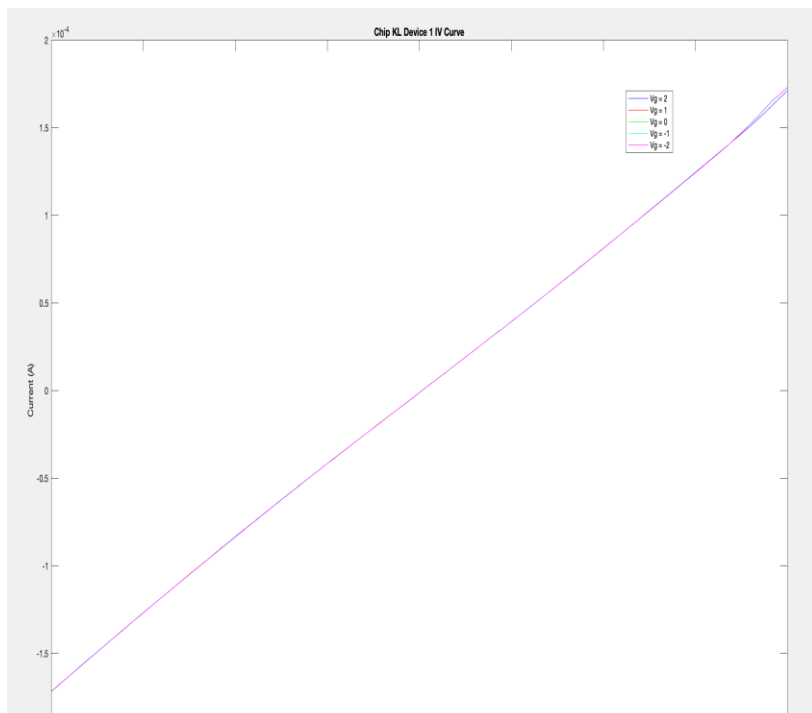 ×10⁻⁴
Chip KL Device 1 IV Curve
2
Vg = 2
Vg = 1
Vg = 0
Vg = -1
Vg = -2
1.5
1
0.5
0
Current (A)
-0.5
-1
-1.5